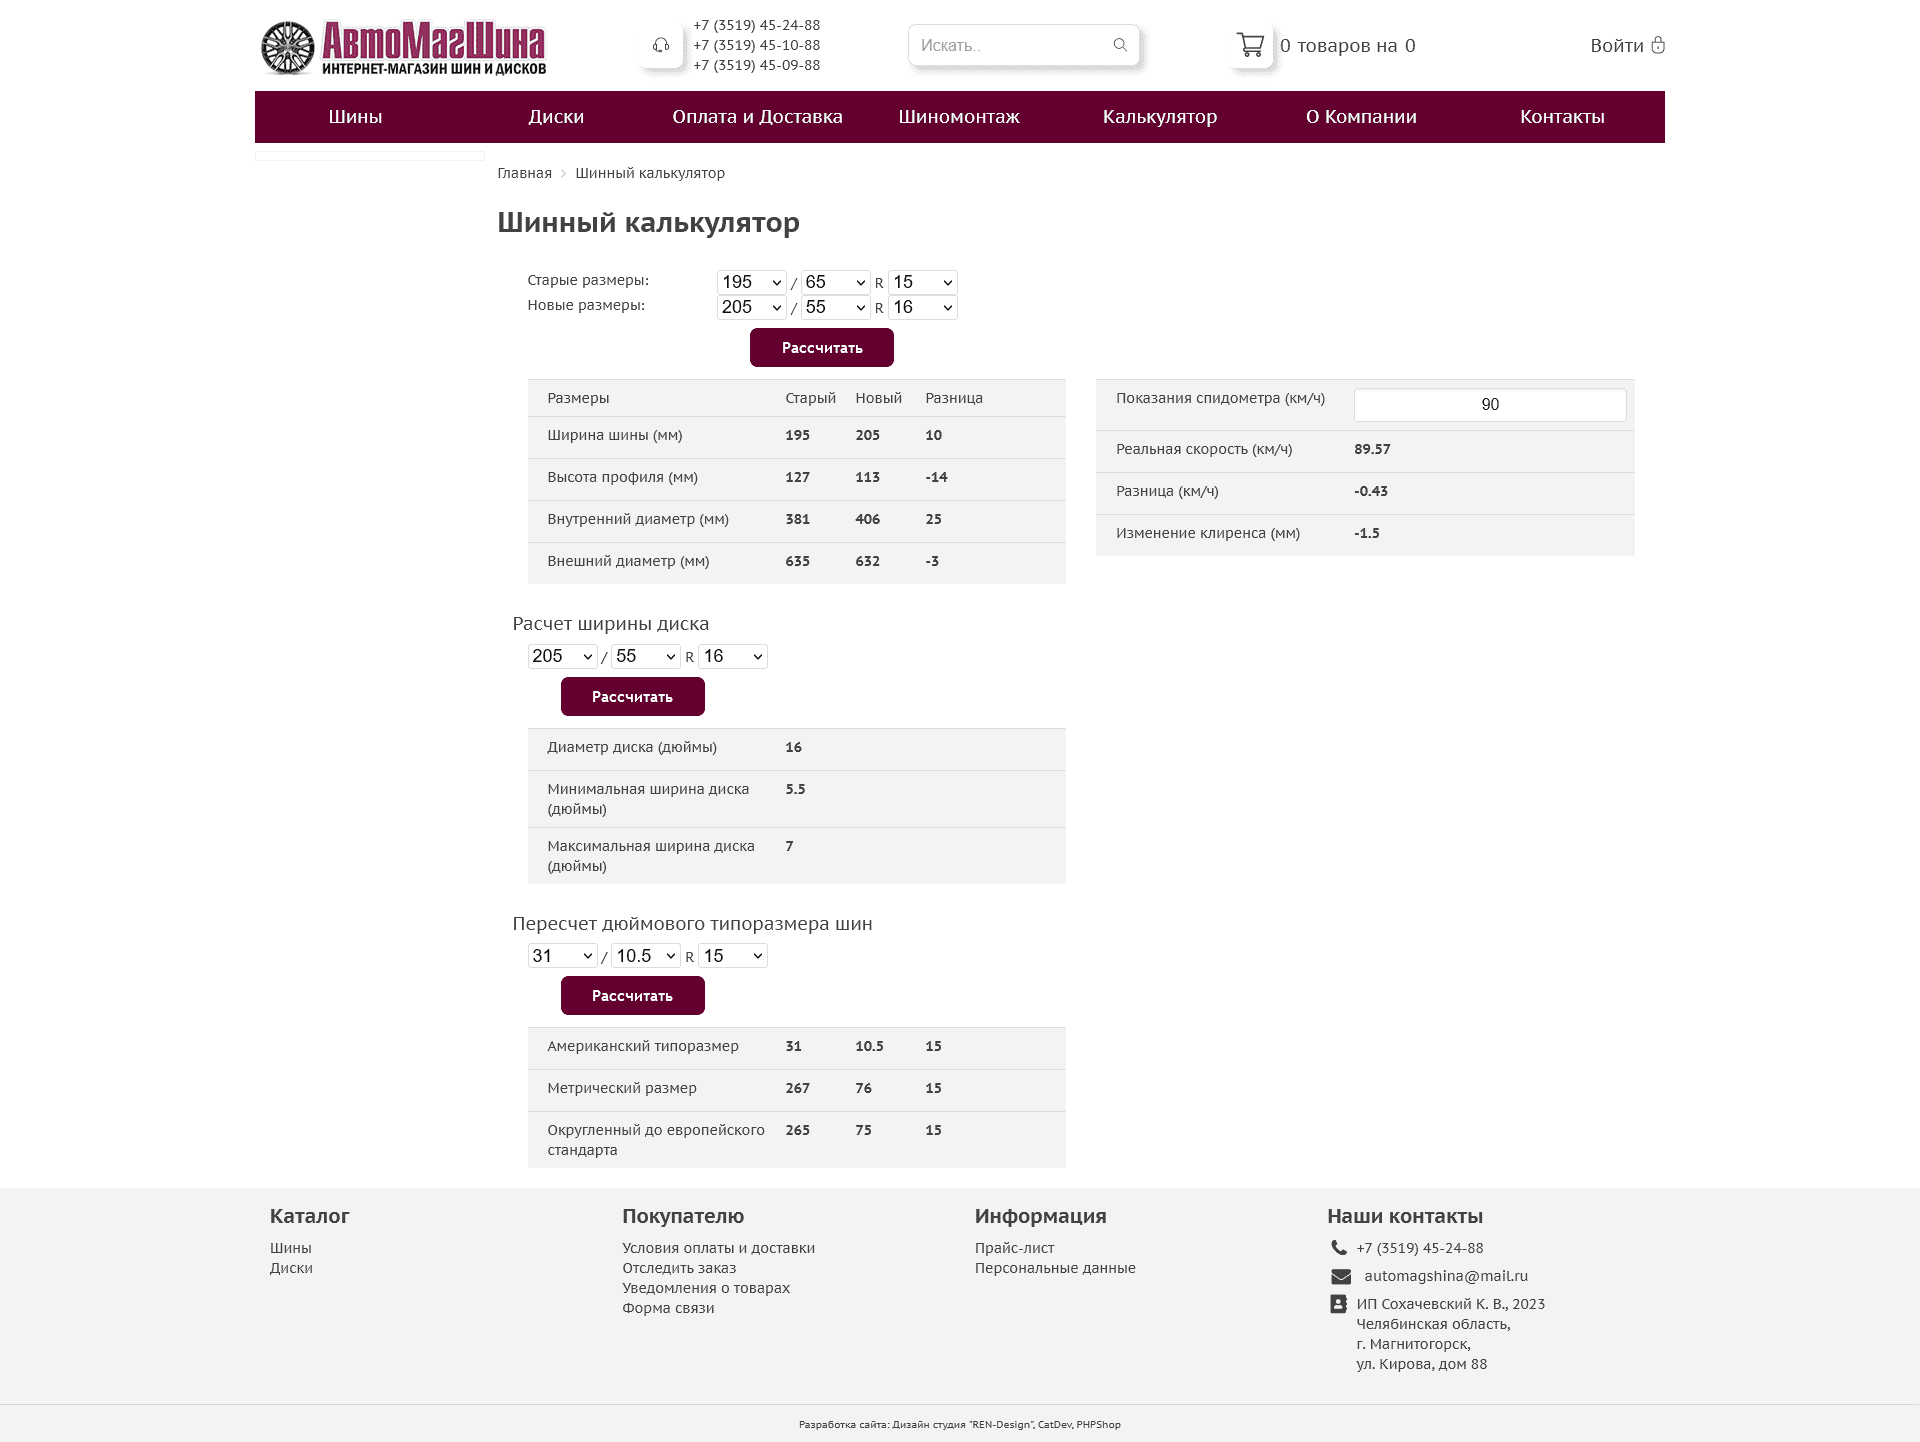 АвтоМагШина
ИНТЕРНЕТ-МАГАЗИН ШИН И ДИСКОВ
+7 (3519) 45-24-88
+7 (3519) 45-10-88
+7 (3519) 45-09-88
Искать..
0 товаров на 0
Войти
Шины Диски Оплата и Доставка Шиномонтаж Калькулятор О Компании Контакты
Главная Шинный калькулятор
Шинный калькулятор
Старые размеры: 195 / 65 R 15
Новые размеры: 205 / 55 R 16
Рассчитать
Размеры Старый Новый Разница
Ширина шины (мм) 195 205 10
Высота профиля (мм) 127 113 -14
Внутренний диаметр (мм) 381 406 25
Внешний диаметр (мм) 635 632 -3
Показания спидометра (км/ч) 90
Реальная скорость (км/ч) 89.57
Разница (км/ч) -0.43
Изменение клиренса (мм) -1.5
Расчет ширины диска
205 / 55 R 16
Рассчитать
Диаметр диска (дюймы) 16
Минимальная ширина диска 5.5
(дюймы)
Максимальная ширина диска 7
(дюймы)
Пересчет дюймового типоразмера шин
31 / 10.5 R 15
Рассчитать
Американский типоразмер 31 10.5 15
Метрический размер 267 76 15
Округленный до европейского 265 75 15
стандарта
Каталог
Шины
Диски
Покупателю
Условия оплаты и доставки
Отследить заказ
Уведомления о товарах
Форма связи
Информация
Прайс-лист
Персональные данные
Наши контакты
+7 (3519) 45-24-88
automagshina@mail.ru
ИП Сохачевский К. В., 2023
Челябинская область,
г. Магнитогорск,
ул. Кирова, дом 88
Разработка сайта: Дизайн студия "REN-Design", CatDev, PHPShop